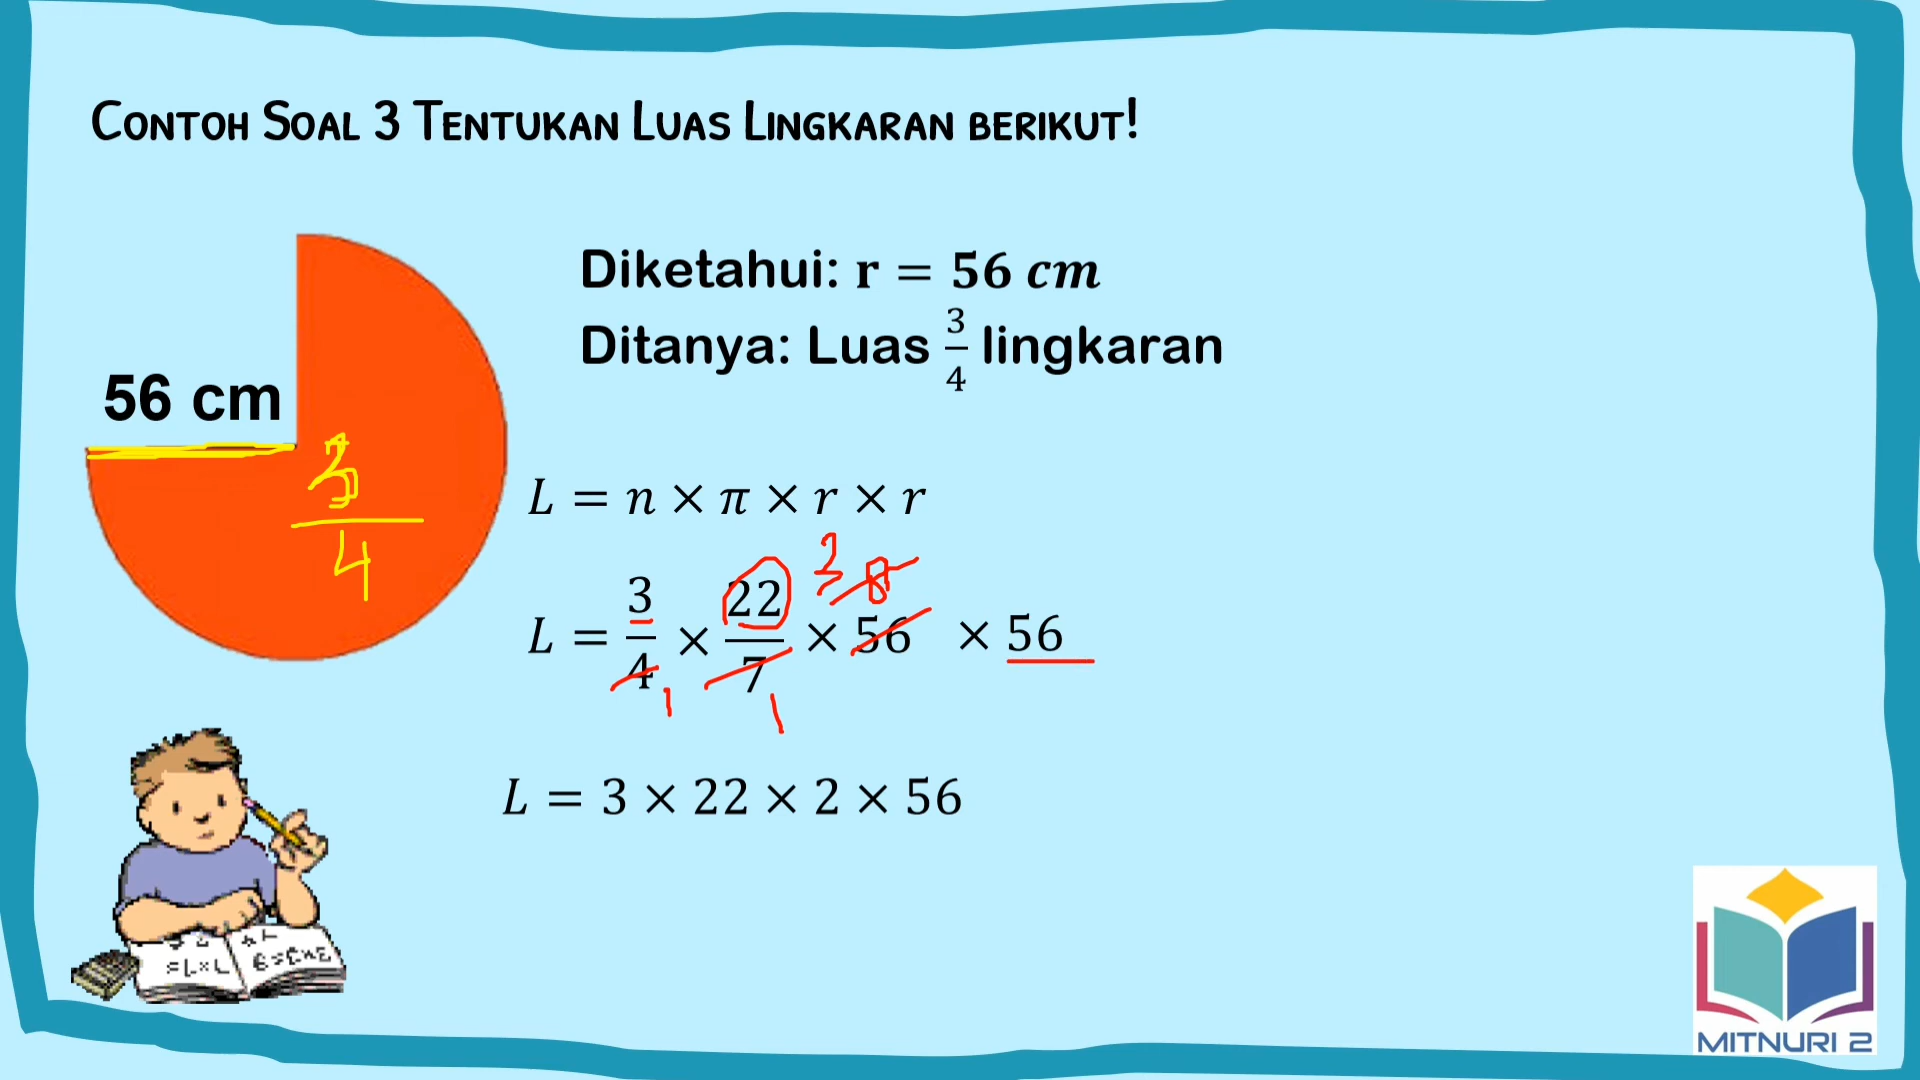 CONTOH SOAL 3 TENTUKAN LUAS LINGKARAN BERIKUT!
Diketahui: r = 56 cm
Ditanya: Luas 3/4 lingkaran
56 cm
3/4
L = n × π × r × r
2 8
L = 3/4 × 22/7 × 56 × 56
1 1
L = 3 × 22 × 2 × 56
MITNURI 2